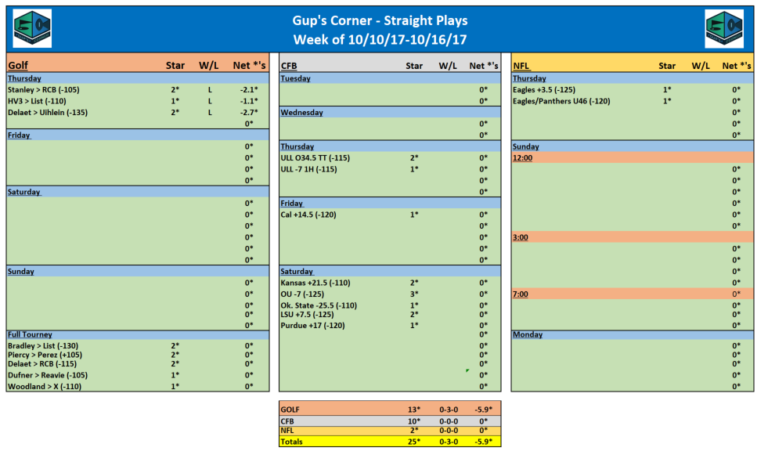 Gup's Corner - Straight Plays
Week of 10/10/17-10/16/17
Golf Star W/L Net *'s
Thursday
Stanley > RCB (-105) 2* L -2.1*
HV3 > List (-110) 1* L -1.1*
Delaet > Uihlein (-135) 2* L -2.7*
0*
Friday
0*
0*
0*
0*
Saturday
0*
0*
0*
0*
0*
0*
Sunday
0*
0*
0*
0*
0*
Full Tourney
Bradley > List (-130) 2* 0*
Piercy > Perez (+105) 2* 0*
Delaet > RCB (-115) 2* 0*
Dufner > Reavie (-105) 1* 0*
Woodland > X (-110) 1* 0*
CFB Star W/L Net *'s
Tuesday
0*
0*
Wednesday
0*
0*
Thursday
ULL O34.5 TT (-115) 2* 0*
ULL -7 1H (-115) 1* 0*
0*
0*
Friday
Cal +14.5 (-120) 1* 0*
0*
0*
0*
0*
Saturday
Kansas +21.5 (-110) 2* 0*
OU -7 (-125) 3* 0*
Ok. State -25.5 (-110) 1* 0*
LSU +7.5 (-125) 2* 0*
Purdue +17 (-120) 1* 0*
0*
0*
0*
0*
0*
0*
NFL Star W/L Net *'s
Thursday
Eagles +3.5 (-125) 1* 0*
Eagles/Panthers U46 (-120) 1* 0*
0*
0*
0*
Sunday
12:00
0*
0*
0*
0*
0*
0*
3:00
0*
0*
0*
0*
7:00 0*
0*
0*
Monday
0*
0*
0*
0*
0*
GOLF 13* 0-3-0 -5.9*
CFB 10* 0-0-0 0*
NFL 2* 0-0-0 0*
Totals 25* 0-3-0 -5.9*